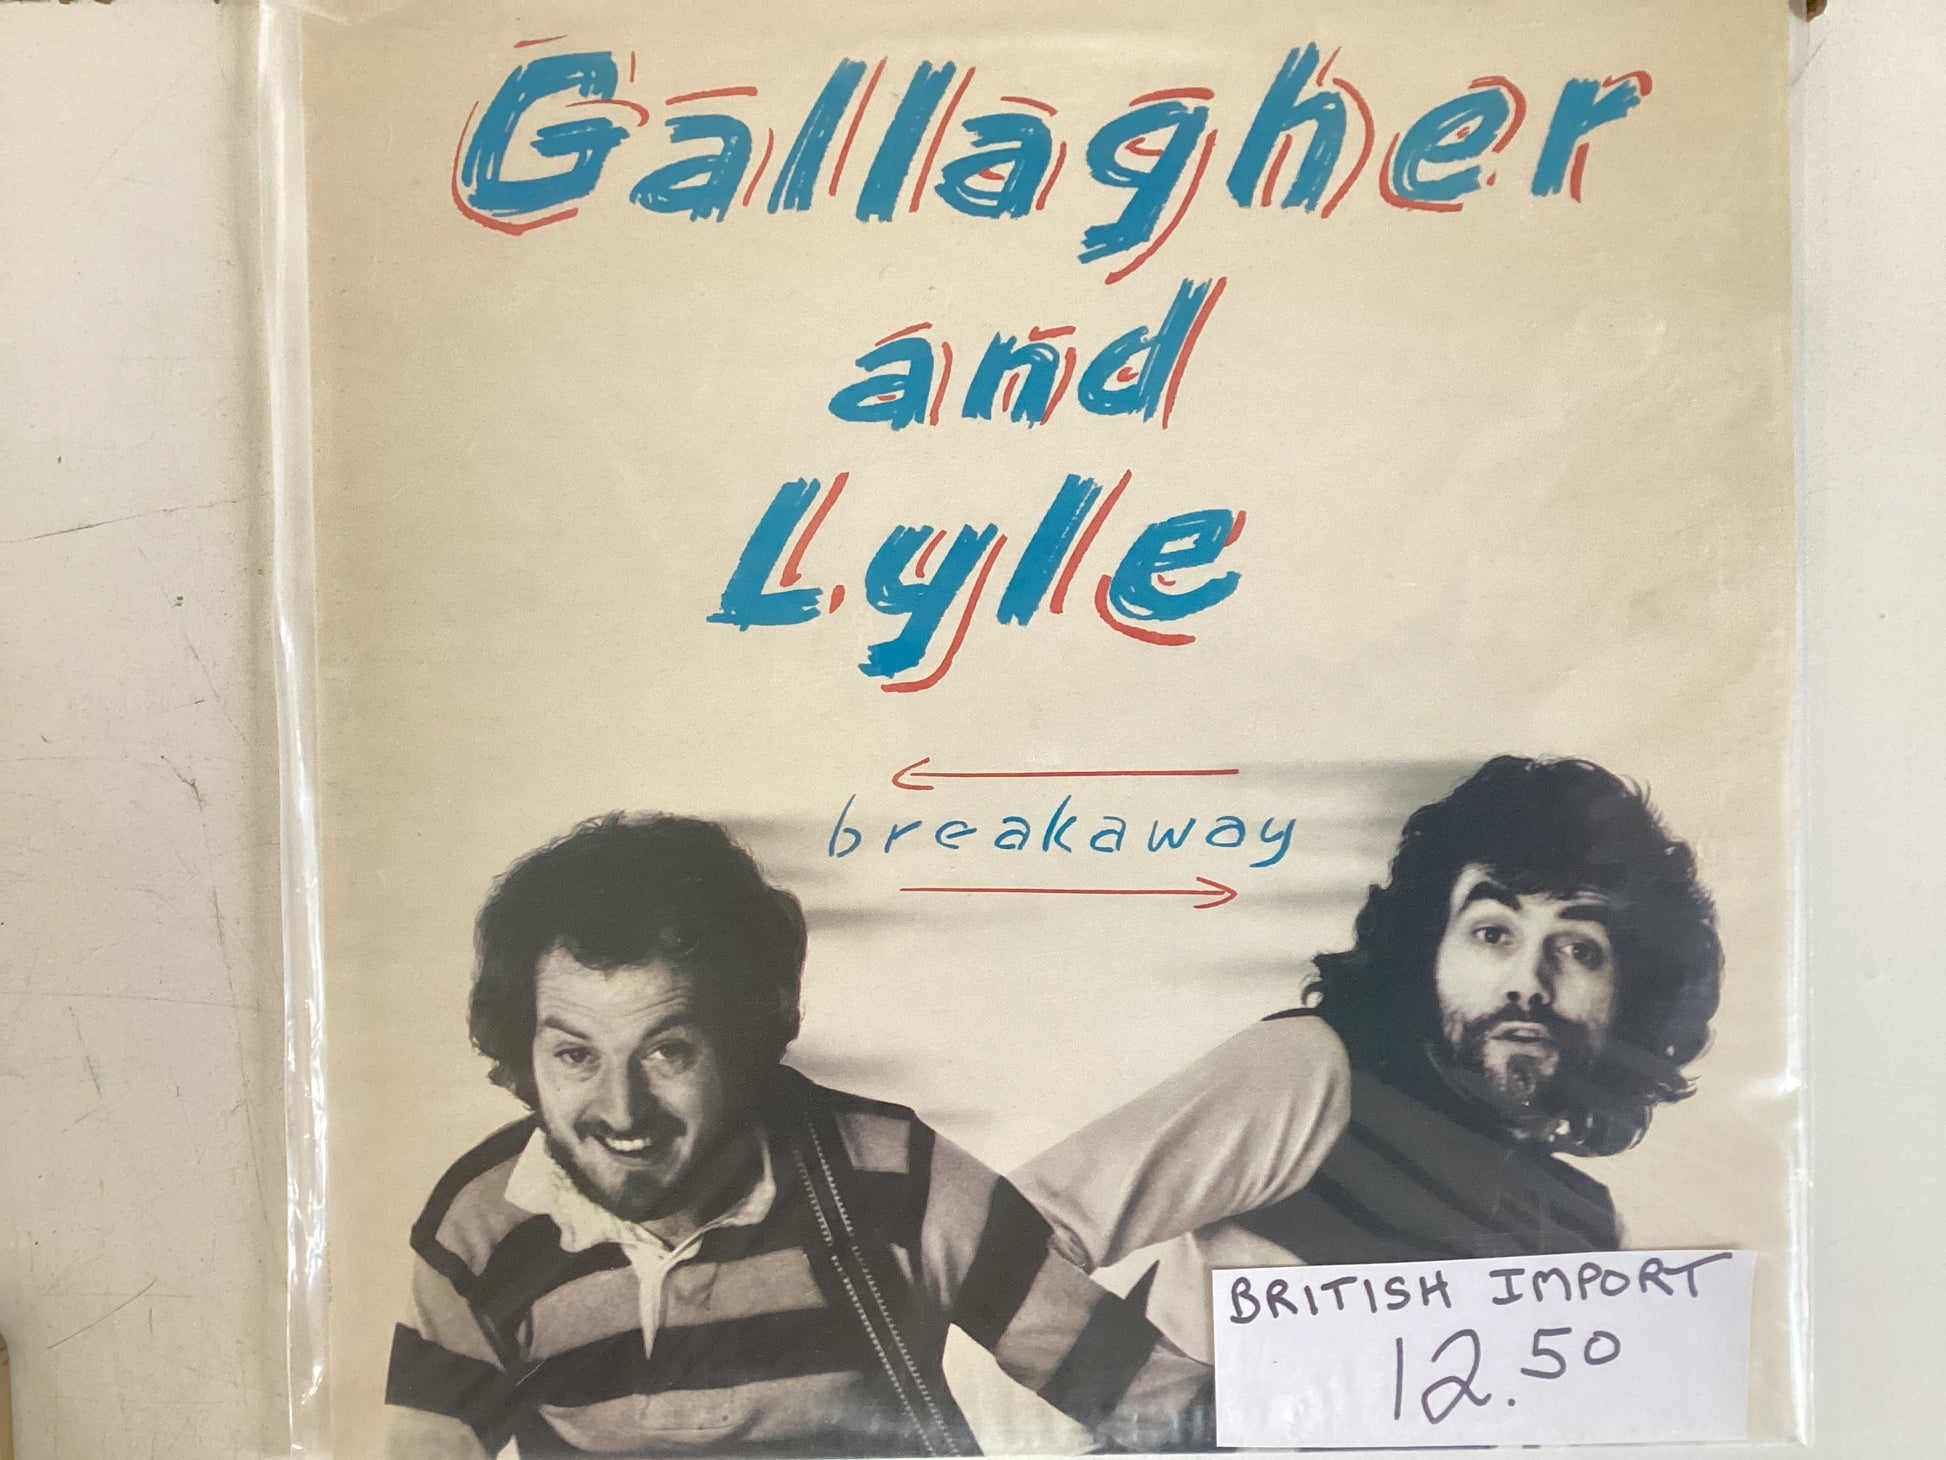 Gallagher
and
Lyle
breakaway
BRITISH IMPORT
12.50